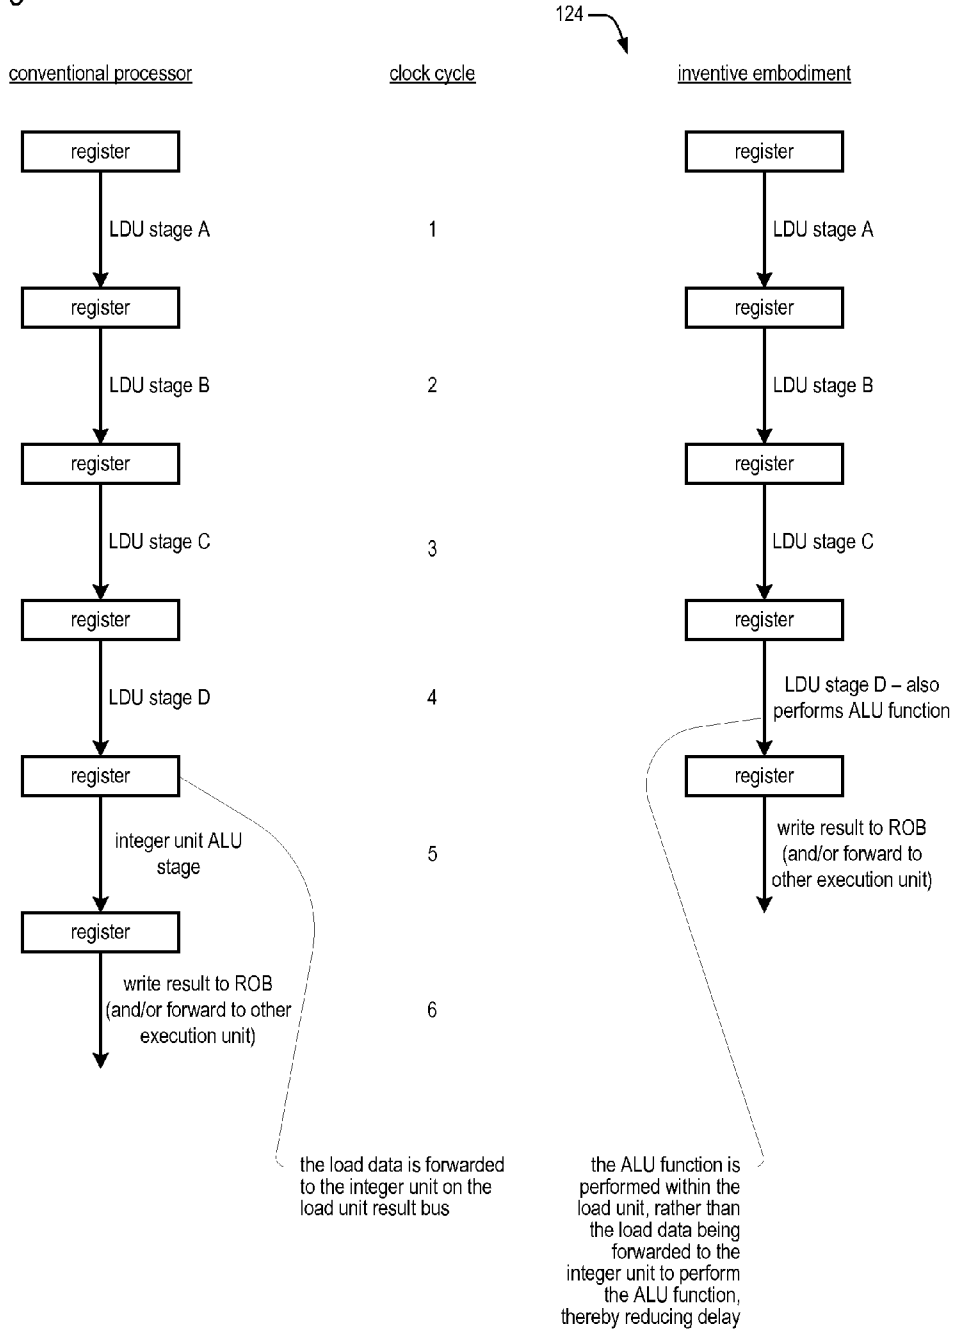 124
conventional processor
clock cycle
inventive embodiment
register
register
LDU stage A
1
LDU stage A
register
register
LDU stage B
2
LDU stage B
register
register
LDU stage C
3
LDU stage C
register
register
LDU stage D
4
LDU stage D – also
performs ALU function
register
register
integer unit ALU
stage
5
write result to ROB
(and/or forward to
other execution unit)
register
write result to ROB
(and/or forward to other
execution unit)
6
the load data is forwarded
to the integer unit on the
load unit result bus
the ALU function is
performed within the
load unit, rather than
the load data being
forwarded to the
integer unit to perform
the ALU function,
thereby reducing delay